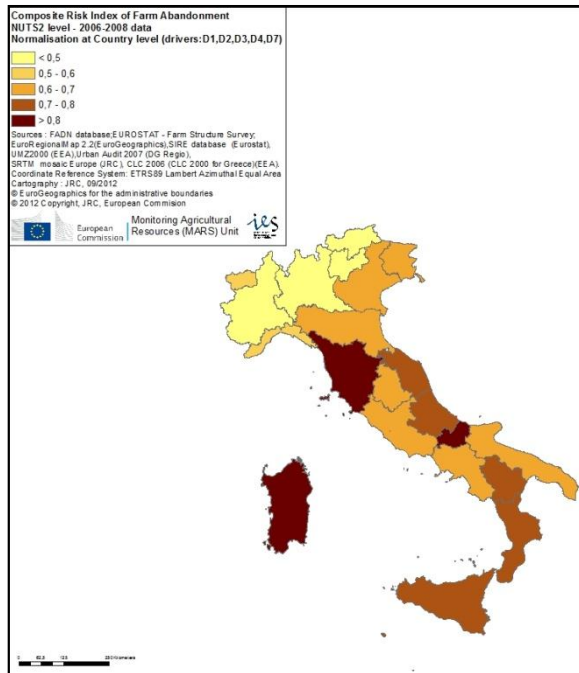 Composite Risk Index of Farm Abandonment
NUTS2 level - 2006-2008 data
Normalisation at Country level (drivers:D1,D2,D3,D4,D7)
< 0,5
0,5 - 0,6
0,6 - 0,7
0,7 - 0,8
> 0,8
Sources : FADN database;EUROSTAT - Farm Structure Survey;
EuroRegionalMap 2.2(EuroGeographics),SIRE database (Eurostat),
UMZ2000 (EEA),Urban Audit 2007 (DG Regio),
SRTM mosaic Europe (JRC), CLC 2006 (CLC 2000 for Greece)(EEA).
Coordinate Reference System: ETRS89 Lambert Azimuthal Equal Area
Cartography : JRC, 09/2012
© EuroGeographics for the administrative boundaries
© 2012 Copyright, JRC, European Commision
European
Commission
Monitoring Agricultural
Resources (MARS) Unit
ies
0